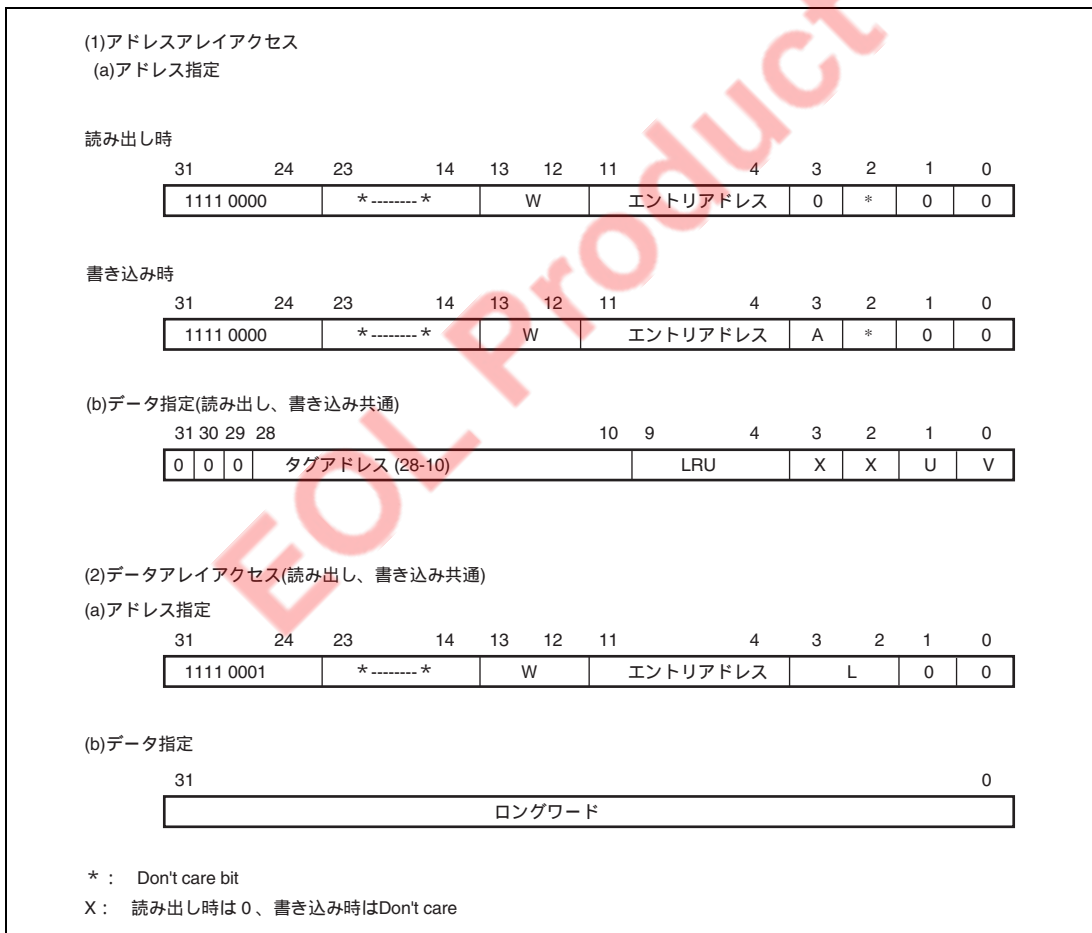 (1)アドレスアレイアクセス
(a)アドレス指定
読み出し時
31 24 23 14 13 12 11 4 3 2 1 0
1111 0000 *--------* W エントリアドレス 0 * 0 0
書き込み時
31 24 23 14 13 12 11 4 3 2 1 0
1111 0000 *--------* W エントリアドレス A * 0 0
(b)データ指定(読み出し、書き込み共通)
31 30 29 28 10 9 4 3 2 1 0
0 0 0 タグアドレス (28-10) LRU X X U V
(2)データアレイアクセス(読み出し、書き込み共通)
(a)アドレス指定
31 24 23 14 13 12 11 4 3 2 1 0
1111 0001 *--------* W エントリアドレス L 0 0
(b)データ指定
31 0
ロングワード
*: Don't care bit
X: 読み出し時は 0 、書き込み時はDon't care
EOL Product